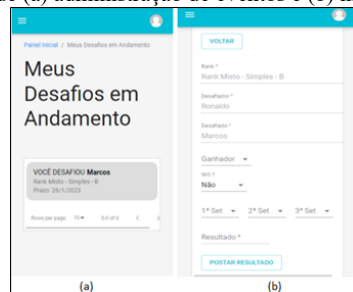 Painel Inicial / Meus Desafios em Andamento
Meus
Desafios em
Andamento
VOCÊ DESAFIOU Marcos
Rank Misto - Simples - B
Prazo: 26/1/2023
Rows per page: 10
0-0 of 0
(a)
VOLTAR
Rank *
Rank Misto - Simples - B
Desafiador *
Ronaldo
Desafiado *
Marcos
Ganhador
WO ?
Não
1º Set 2º Set 3º Set
Resultado *
POSTAR RESULTADO
(b)